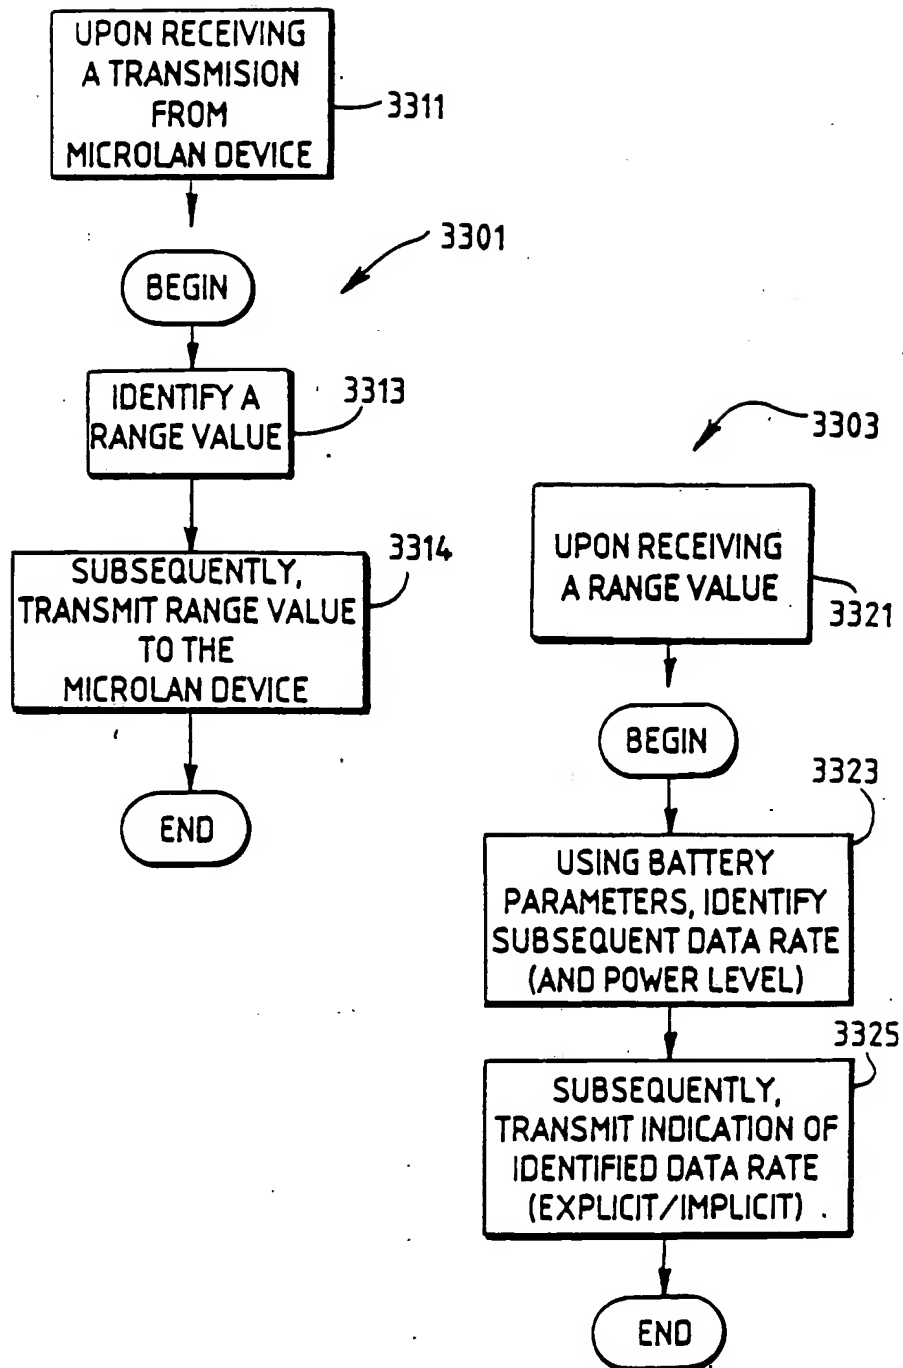 UPON RECEIVING
A TRANSMISION
FROM
MICROLAN DEVICE
3311
3301
BEGIN
3313
IDENTIFY A
RANGE VALUE
3314
SUBSEQUENTLY,
TRANSMIT RANGE VALUE
TO THE
MICROLAN DEVICE
END
3303
UPON RECEIVING
A RANGE VALUE
3321
BEGIN
3323
USING BATTERY
PARAMETERS, IDENTIFY
SUBSEQUENT DATA RATE
(AND POWER LEVEL)
3325
SUBSEQUENTLY,
TRANSMIT INDICATION OF
IDENTIFIED DATA RATE
(EXPLICIT/IMPLICIT)
END